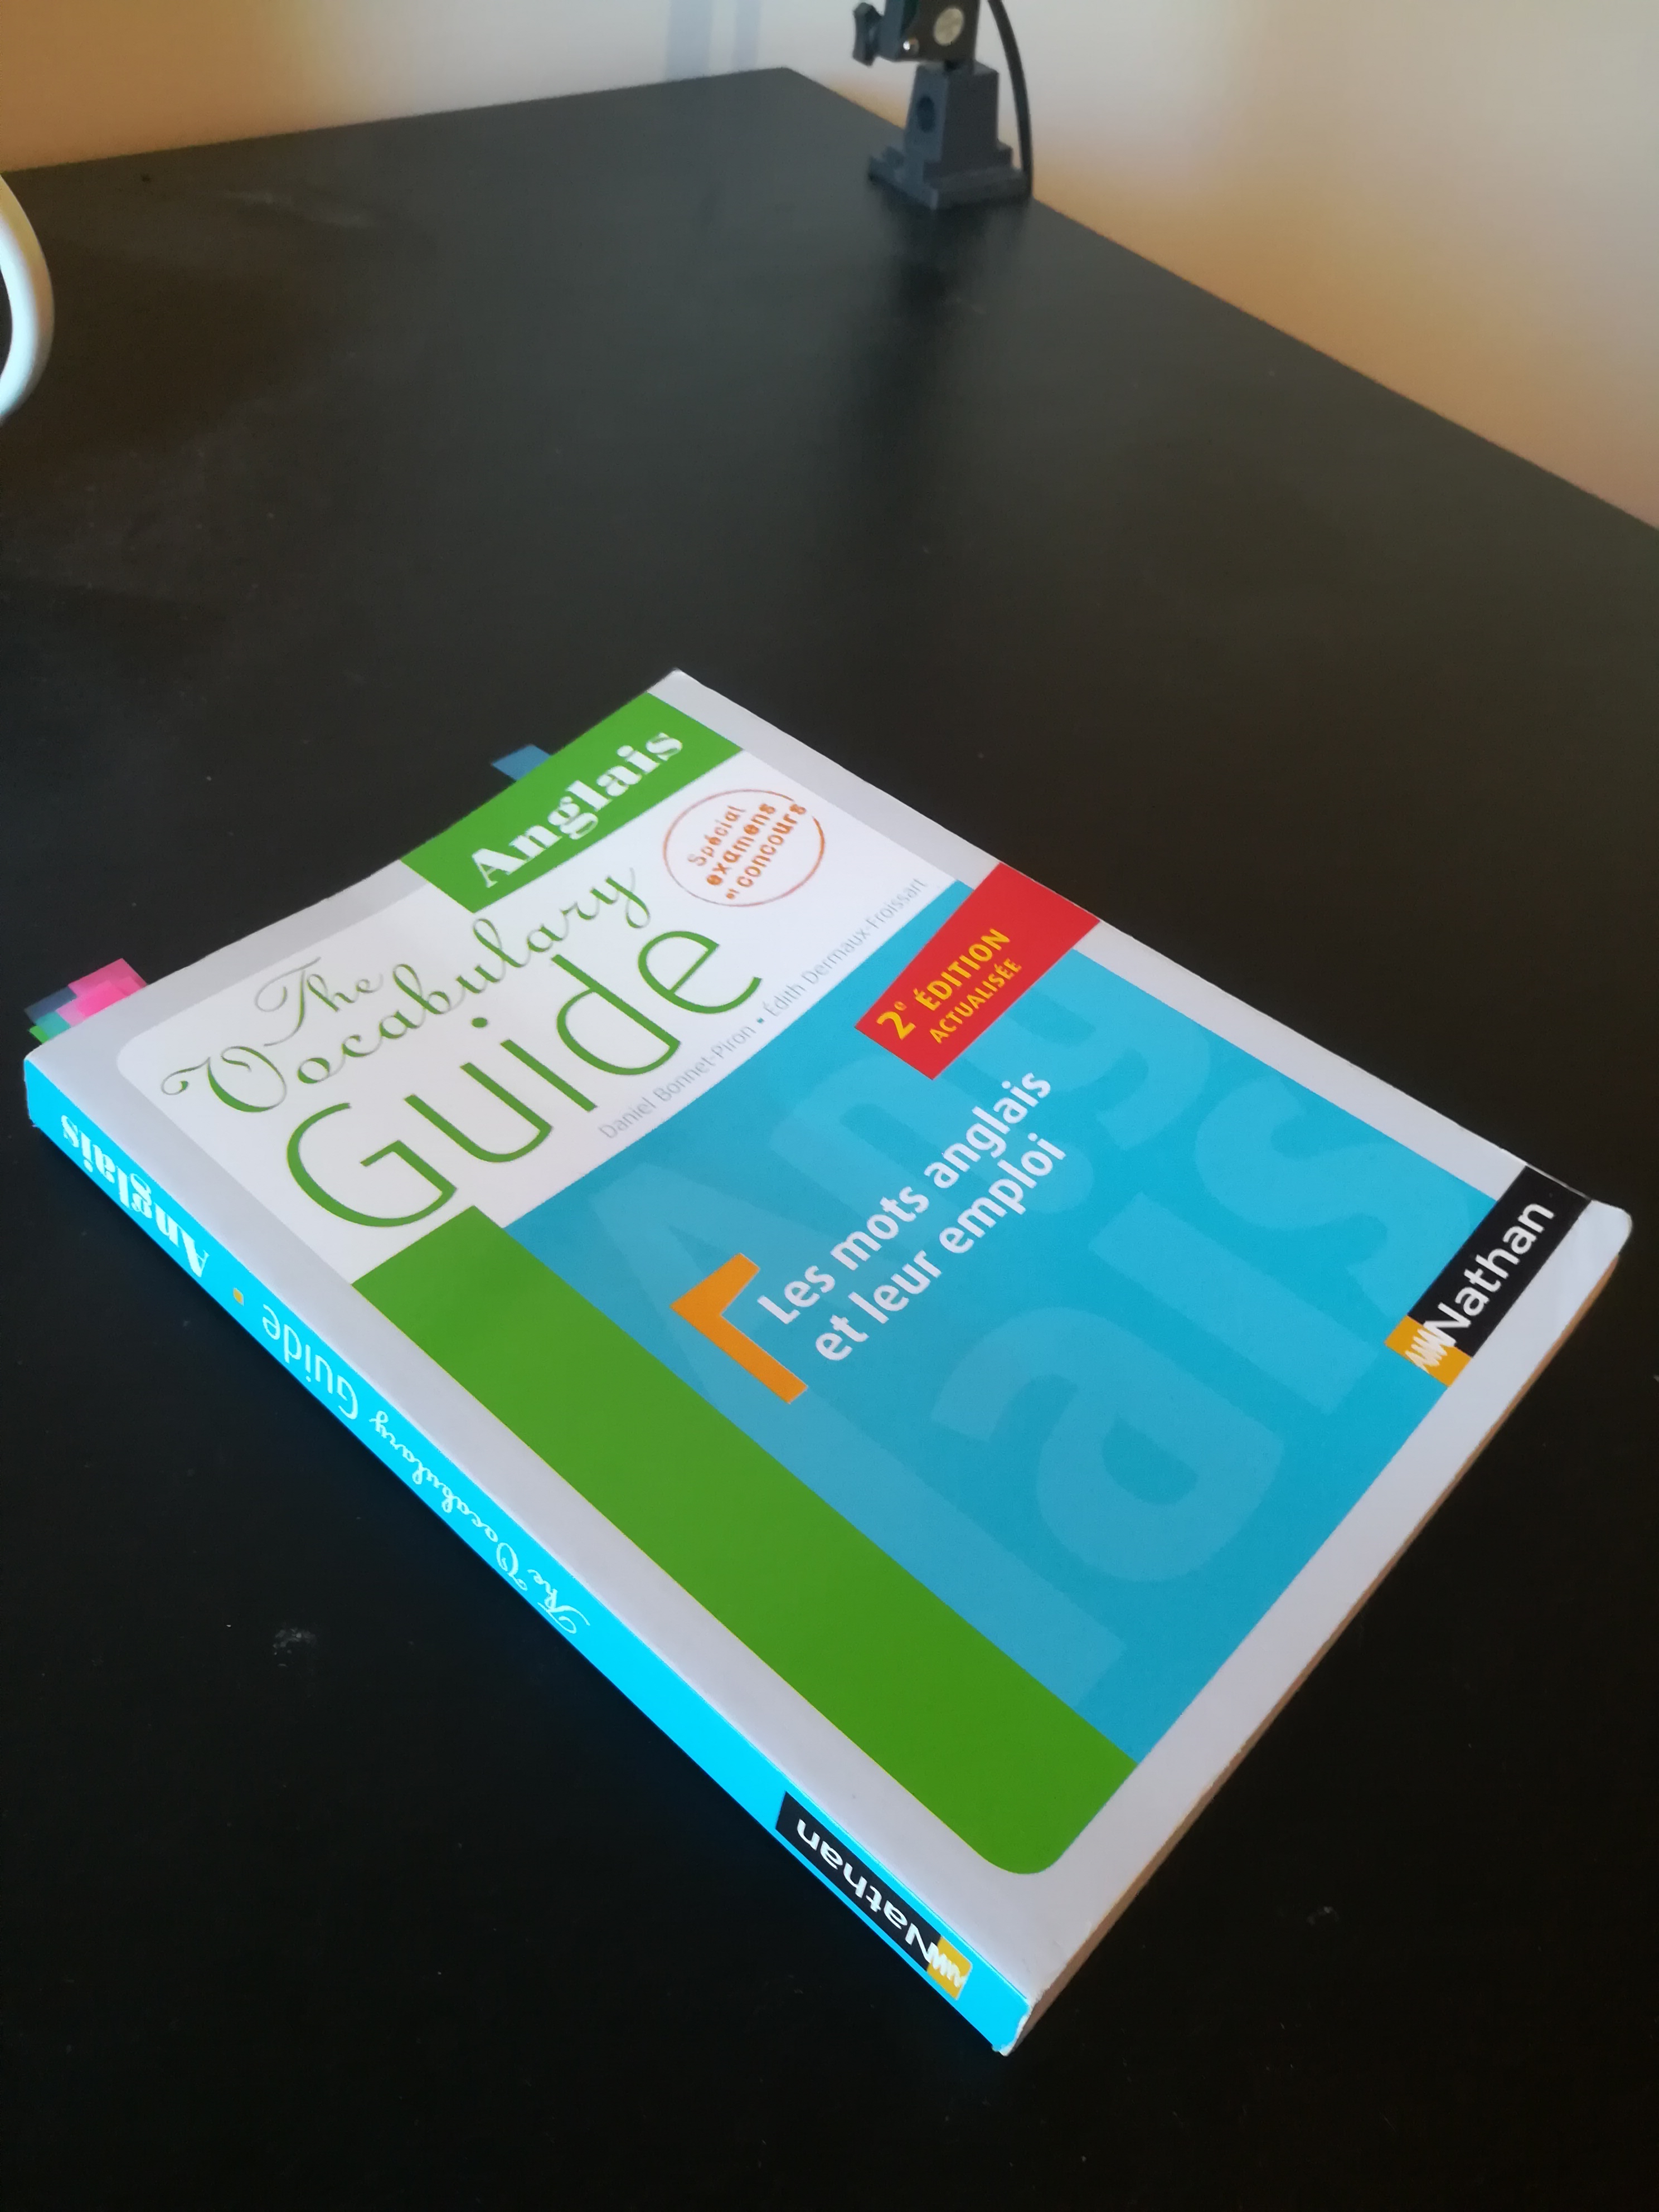 Anglais
The
Vocabulary
Guide
Spécial
examens
et concours
Daniel Bonnet-Piron • Édith Dermaux-Froissart
2e ÉDITION
ACTUALISÉE
Les mots anglais
et leur emploi
Anglais
Nathan
The Vocabulary Guide • Anglais
Nathan